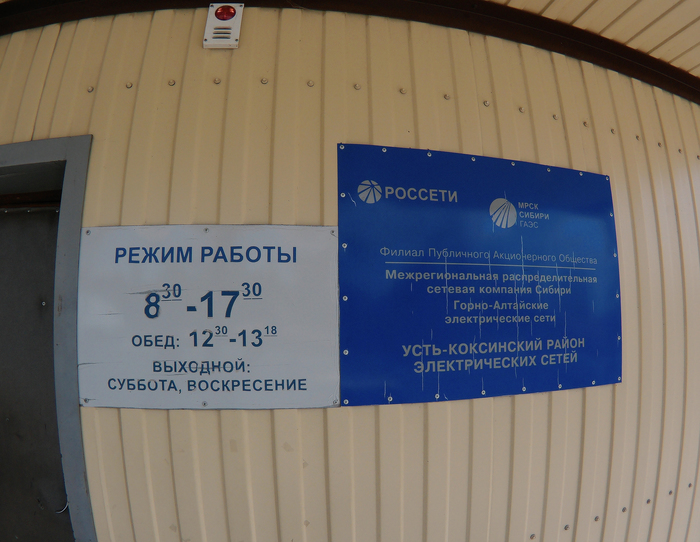 РЕЖИМ РАБОТЫ
8³⁰-17³⁰
ОБЕД: 12³⁰-13¹⁸
ВЫХОДНОЙ:
СУББОТА, ВОСКРЕСЕНИЕ
РОССЕТИ
МРСК
СИБИРИ
ГАЭС
Филиал Публичного Акционерного Общества
Межрегиональная распределительная
сетевая компания Сибири
Горно-Алтайские
электрические сети
УСТЬ-КОКСИНСКИЙ РАЙОН
ЭЛЕКТРИЧЕСКИХ СЕТЕЙ